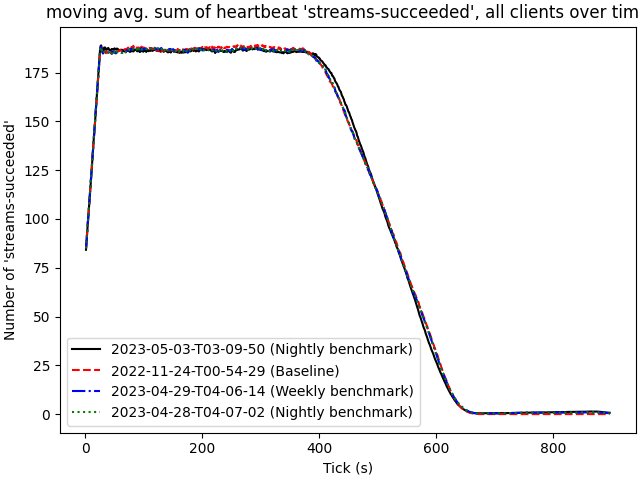 moving avg. sum of heartbeat 'streams-succeeded', all clients over tim
Number of 'streams-succeeded'
175
150
125
100
75
50
25
0
2023-05-03-T03-09-50 (Nightly benchmark)
2022-11-24-T00-54-29 (Baseline)
2023-04-29-T04-06-14 (Weekly benchmark)
2023-04-28-T04-07-02 (Nightly benchmark)
0 200 400 600 800
Tick (s)